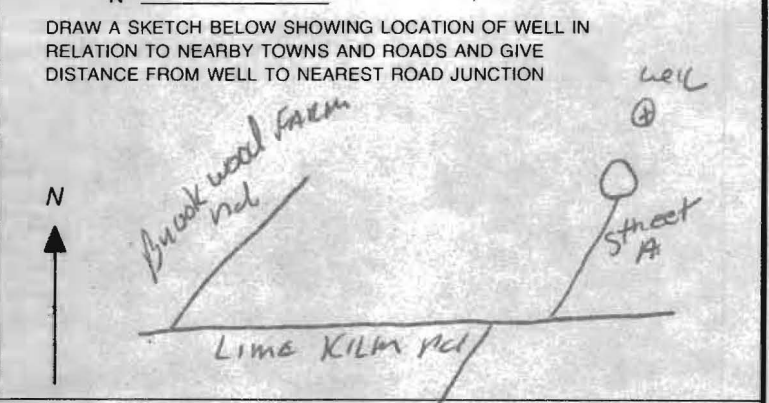 N
DRAW A SKETCH BELOW SHOWING LOCATION OF WELL IN
RELATION TO NEARBY TOWNS AND ROADS AND GIVE
DISTANCE FROM WELL TO NEAREST ROAD JUNCTION
well
Brookwood FARM
rd
N
Street
A
LIME KILM rd